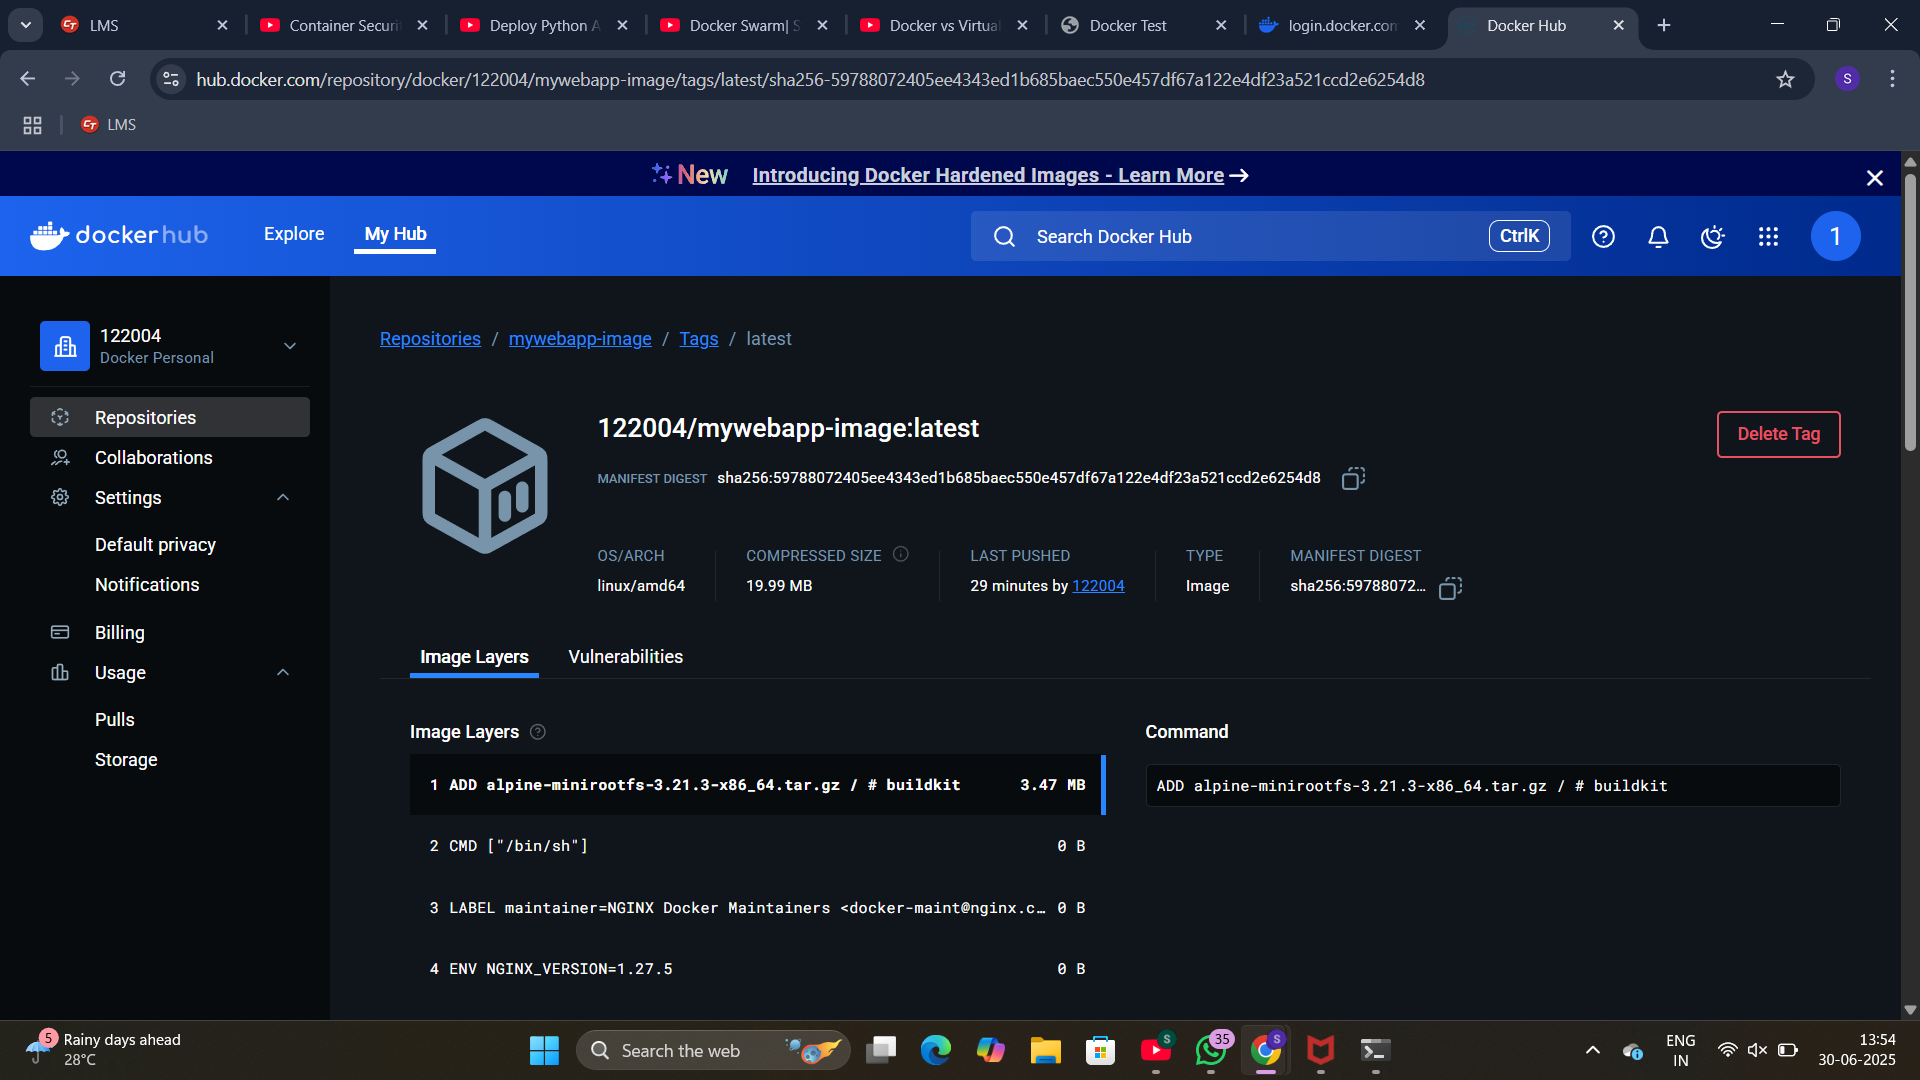 LMS
Container Securi
Deploy Python A
Docker Swarm| S
Docker vs Virtual
Docker Test
login.docker.com
Docker Hub
hub.docker.com/repository/docker/122004/mywebapp-image/tags/latest/sha256-59788072405ee4343ed1b685baec550e457df67a122e4df23a521ccd2e6254d8
S
LMS
New Introducing Docker Hardened Images - Learn More →
docker hub
Explore
My Hub
Search Docker Hub
CtrlK
1
122004
Docker Personal
Repositories
Collaborations
Settings
Default privacy
Notifications
Billing
Usage
Pulls
Storage
Repositories / mywebapp-image / Tags / latest
122004/mywebapp-image:latest
Delete Tag
MANIFEST DIGEST sha256:59788072405ee4343ed1b685baec550e457df67a122e4df23a521ccd2e6254d8
OS/ARCH
linux/amd64
COMPRESSED SIZE
19.99 MB
LAST PUSHED
29 minutes by 122004
TYPE
Image
MANIFEST DIGEST
sha256:59788072...
Image Layers
Vulnerabilities
Image Layers
1 ADD alpine-minirootfs-3.21.3-x86_64.tar.gz / # buildkit 3.47 MB
2 CMD ["/bin/sh"] 0 B
3 LABEL maintainer=NGINX Docker Maintainers <docker-maint@nginx.c… 0 B
4 ENV NGINX_VERSION=1.27.5 0 B
Command
ADD alpine-minirootfs-3.21.3-x86_64.tar.gz / # buildkit
5
Rainy days ahead
28°C
Search the web
S
35
S
ENG
IN
13:54
30-06-2025